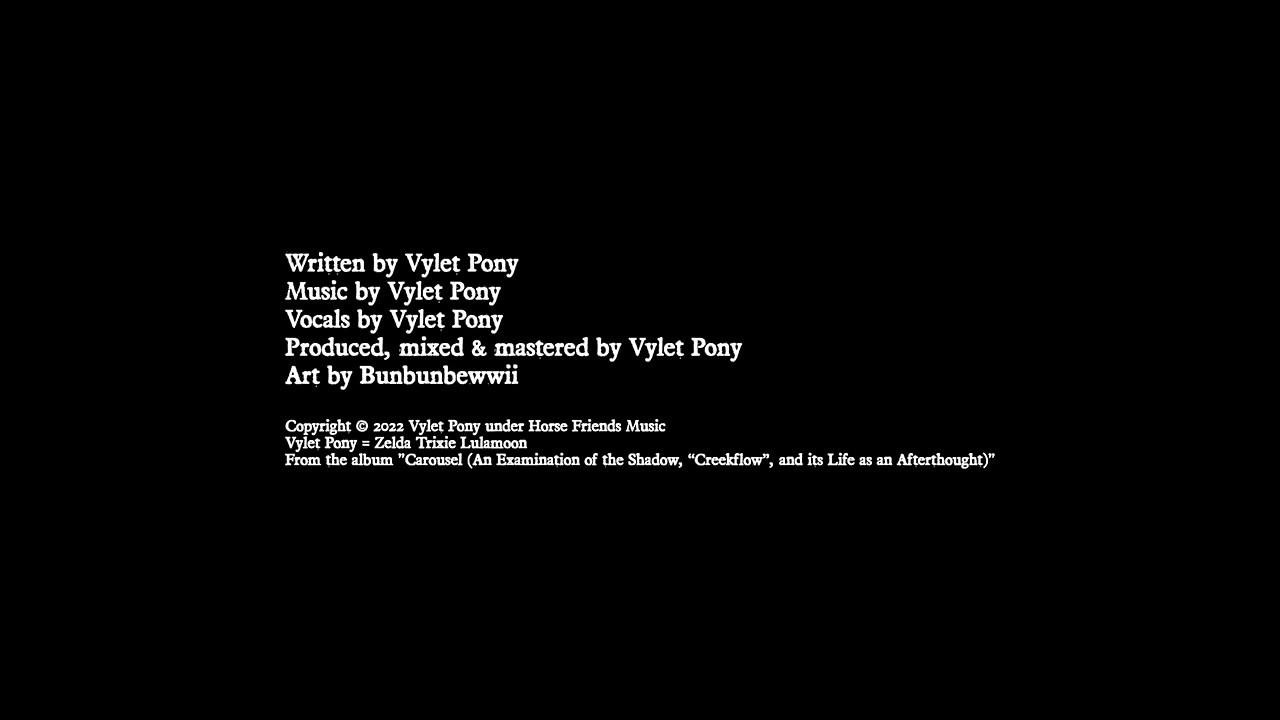 Written by Vylet Pony
Music by Vylet Pony
Vocals by Vylet Pony
Produced, mixed & mastered by Vylet Pony
Art by Bunbunbewwii
Copyright © 2022 Vylet Pony under Horse Friends Music
Vylet Pony = Zelda Trixie Lulamoon
From the album "Carousel (An Examination of the Shadow, “Creekflow”, and its Life as an Afterthought)"